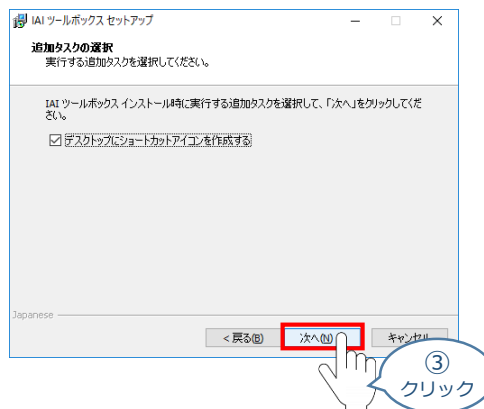 IAI ツールボックス セットアップ
追加タスクの選択
実行する追加タスクを選択してください。
IAI ツールボックス インストール時に実行する追加タスクを選択して、「次へ」をクリックしてくだ
さい。
デスクトップにショートカットアイコンを作成する
Japanese
< 戻る(B)
次へ(N)
キャンセル
③
クリック